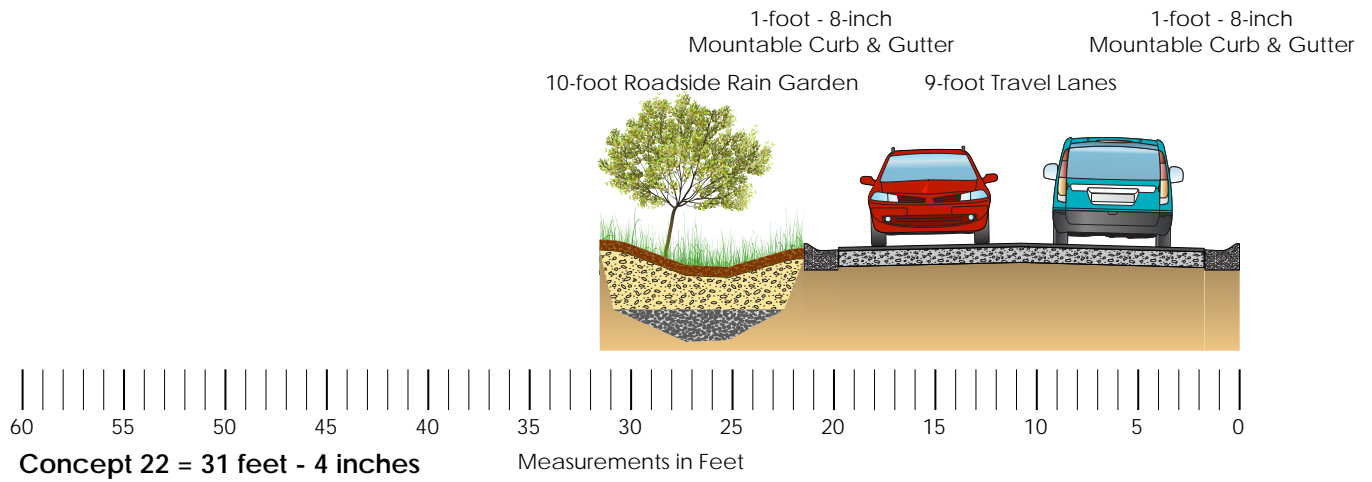 1-foot - 8-inch
Mountable Curb & Gutter
1-foot - 8-inch
Mountable Curb & Gutter
10-foot Roadside Rain Garden
9-foot Travel Lanes
60 55 50 45 40 35 30 25 20 15 10 5 0
Concept 22 = 31 feet - 4 inches
Measurements in Feet